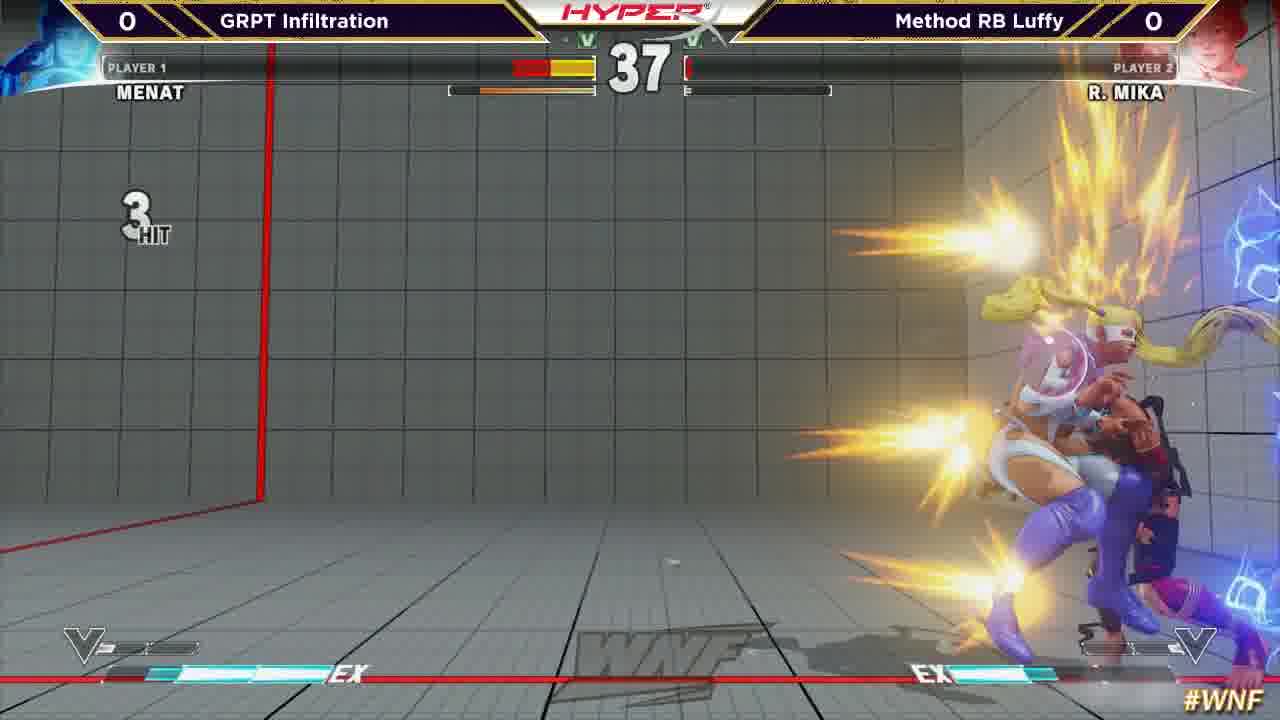 0
GRPT Infiltration
HYPERX
Method RB Luffy
0
PLAYER 1
V
37
V
PLAYER 2
MENAT
R. MIKA
3
HIT
V
EX
WNF
EX
V
#WNF